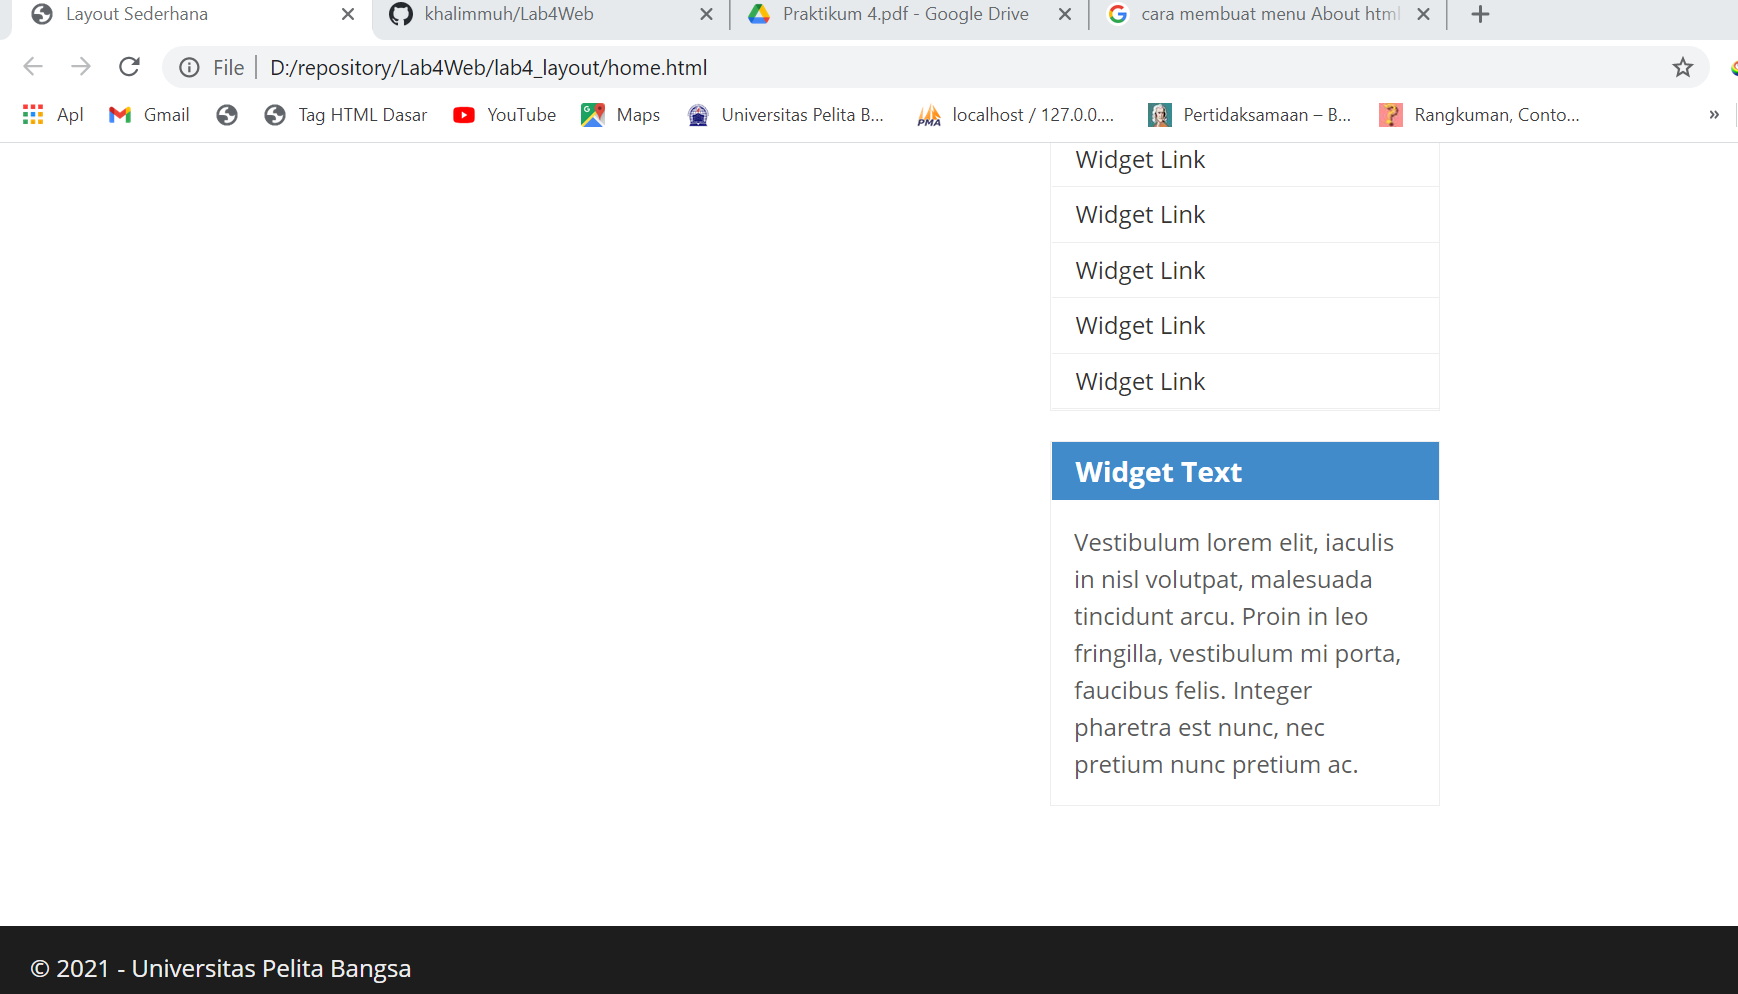 Layout Sederhana
khalimmuh/Lab4Web
Praktikum 4.pdf - Google Drive
cara membuat menu About html
File
D:/repository/Lab4Web/lab4_layout/home.html
Apl
Gmail
Tag HTML Dasar
YouTube
Maps
Universitas Pelita B...
PMA
localhost / 127.0.0....
Pertidaksamaan – B...
Rangkuman, Conto...
»
Widget Link
Widget Link
Widget Link
Widget Link
Widget Link
Widget Text
Vestibulum lorem elit, iaculis
in nisl volutpat, malesuada
tincidunt arcu. Proin in leo
fringilla, vestibulum mi porta,
faucibus felis. Integer
pharetra est nunc, nec
pretium nunc pretium ac.
© 2021 - Universitas Pelita Bangsa